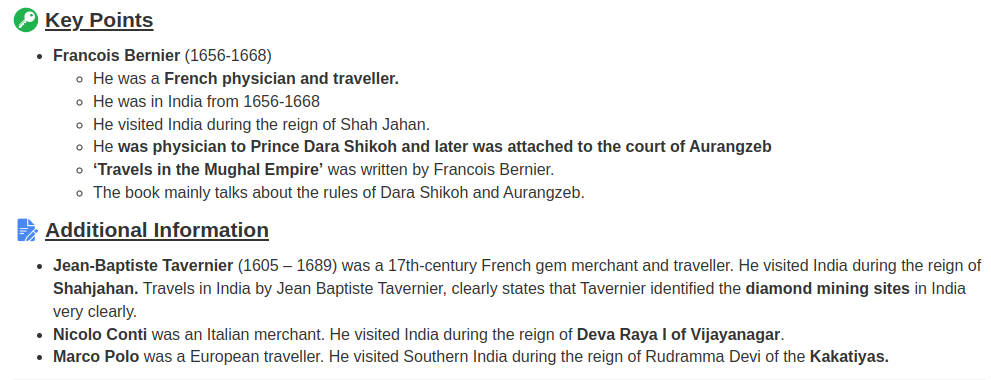 Key Points
• Francois Bernier (1656-1668)
○ He was a French physician and traveller.
○ He was in India from 1656-1668
○ He visited India during the reign of Shah Jahan.
○ He was physician to Prince Dara Shikoh and later was attached to the court of Aurangzeb
○ ‘Travels in the Mughal Empire’ was written by Francois Bernier.
○ The book mainly talks about the rules of Dara Shikoh and Aurangzeb.
Additional Information
• Jean-Baptiste Tavernier (1605 – 1689) was a 17th-century French gem merchant and traveller. He visited India during the reign of
Shahjahan. Travels in India by Jean Baptiste Tavernier, clearly states that Tavernier identified the diamond mining sites in India
very clearly.
• Nicolo Conti was an Italian merchant. He visited India during the reign of Deva Raya I of Vijayanagar.
• Marco Polo was a European traveller. He visited Southern India during the reign of Rudramma Devi of the Kakatiyas.